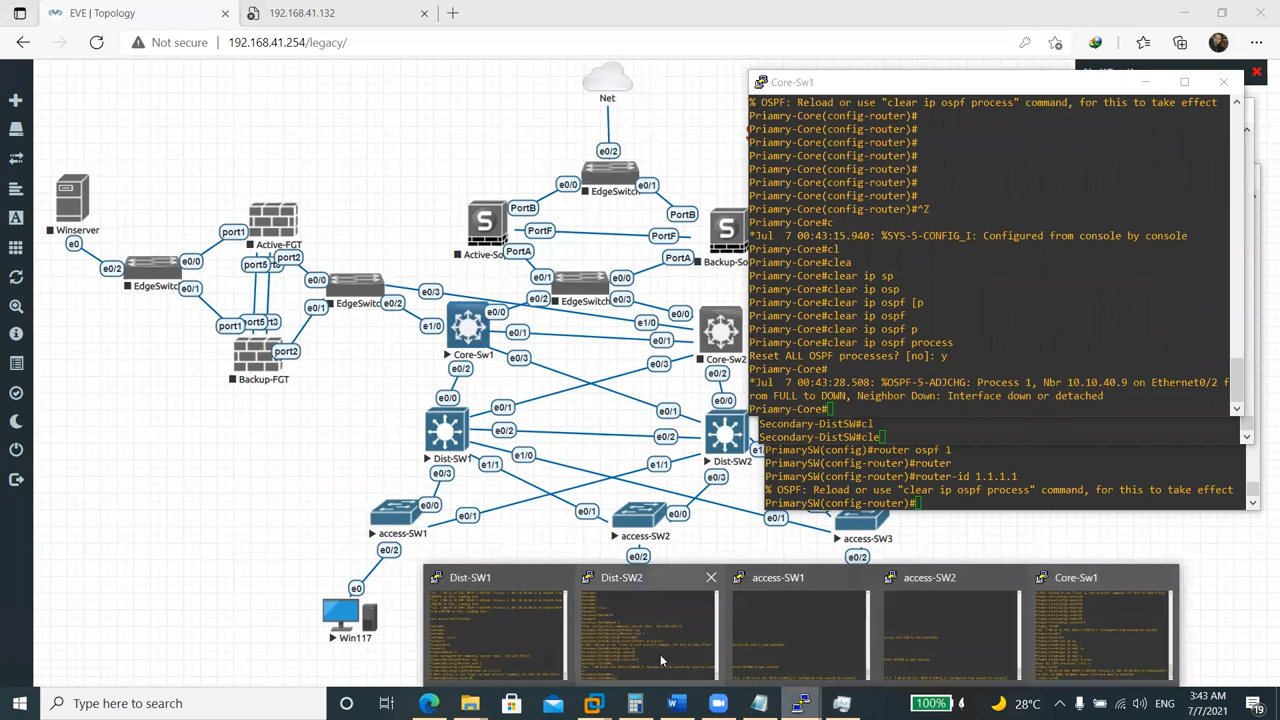 EVE | Topology
192.168.41.132
Not secure
192.168.41.254/legacy/
Net
e0/2
e0/0
e0/1
EdgeSwitc
Winserver
e0
e0/2
EdgeSwitc
e0/0
e0/1
port1
Active-FGT
port2
port1
port2
Backup-FGT
e0/0
e0/1
EdgeSwitc
e0/2
e0/3
e1/0
PortB
PortF
PortA
Active-So
PortB
PortF
PortA
Backup-So
e0/1
e0/0
EdgeSwitch
e0/2
e0/3
e0/0
e0/1
e0/3
e0/2
Core-Sw1
e0/0
e1/0
e0/1
e0/3
e0/2
Core-Sw2
e0/0
e0/1
e0/2
e1/0
e1/1
e0/3
Dist-SW1
e0/0
e0/1
e0/2
e1/1
e0/3
Dist-SW2
e0/0
e0/1
e0/2
access-SW1
e0/1
e0/0
e0/2
access-SW2
e0/1
e0/2
access-SW3
e0
Win117
Core-Sw1
% OSPF: Reload or use "clear ip ospf process" command, for this to take effect
Priamry-Core(config-router)#
Priamry-Core(config-router)#
Priamry-Core(config-router)#
Priamry-Core(config-router)#
Priamry-Core(config-router)#
Priamry-Core(config-router)#
Priamry-Core(config-router)#
Priamry-Core(config-router)#^Z
Priamry-Core#c
*Jul  7 00:43:15.940: %SYS-5-CONFIG_I: Configured from console by console
Priamry-Core#cl
Priamry-Core#clea
Priamry-Core#clear ip sp
Priamry-Core#clear ip osp
Priamry-Core#clear ip ospf [p
Priamry-Core#clear ip ospf
Priamry-Core#clear ip ospf p
Priamry-Core#clear ip ospf process
Reset ALL OSPF processes? [no]: y
Priamry-Core#
*Jul  7 00:43:28.508: %OSPF-5-ADJCHG: Process 1, Nbr 10.10.40.9 on Ethernet0/2 f
rom FULL to DOWN, Neighbor Down: Interface down or detached
Priamry-Core#
Secondary-DistSW#cl
Secondary-DistSW#cle
PrimarySW(config)#router ospf 1
PrimarySW(config-router)#router
PrimarySW(config-router)#router-id 1.1.1.1
% OSPF: Reload or use "clear ip ospf process" command, for this to take effect
PrimarySW(config-router)#
Dist-SW1
Dist-SW2
access-SW1
access-SW2
Core-Sw1
Type here to search
100%
28°C
3:43 AM
7/7/2021
19